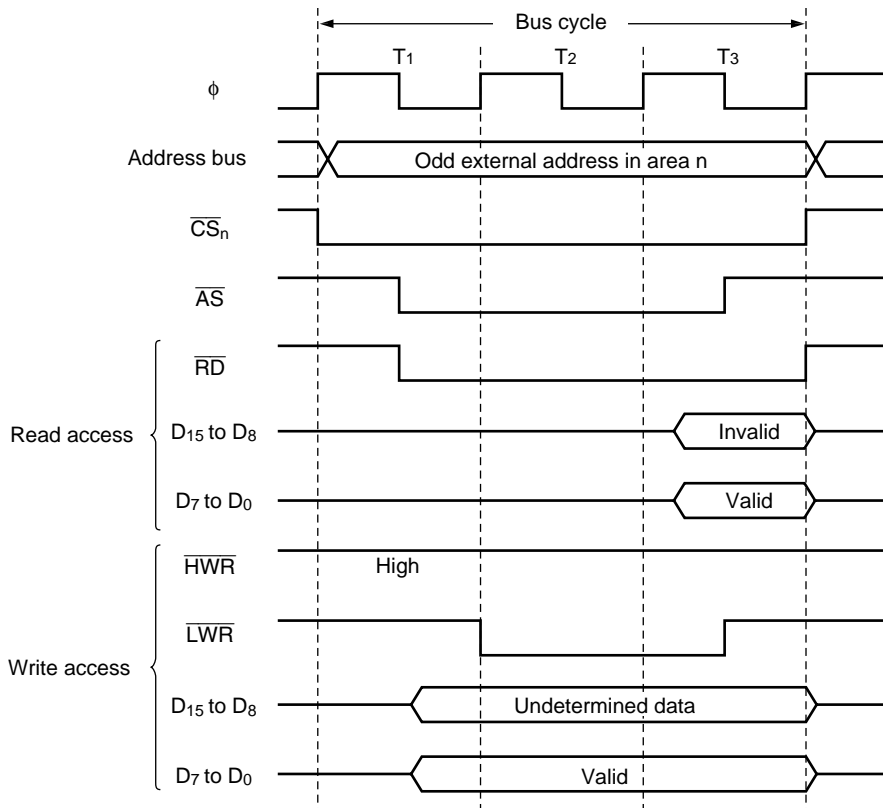 Bus cycle
T1 T2 T3
ϕ
Address bus Odd external address in area n
CSn
AS
RD
Read access
D15 to D8 Invalid
D7 to D0 Valid
HWR High
LWR
Write access
D15 to D8 Undetermined data
D7 to D0 Valid